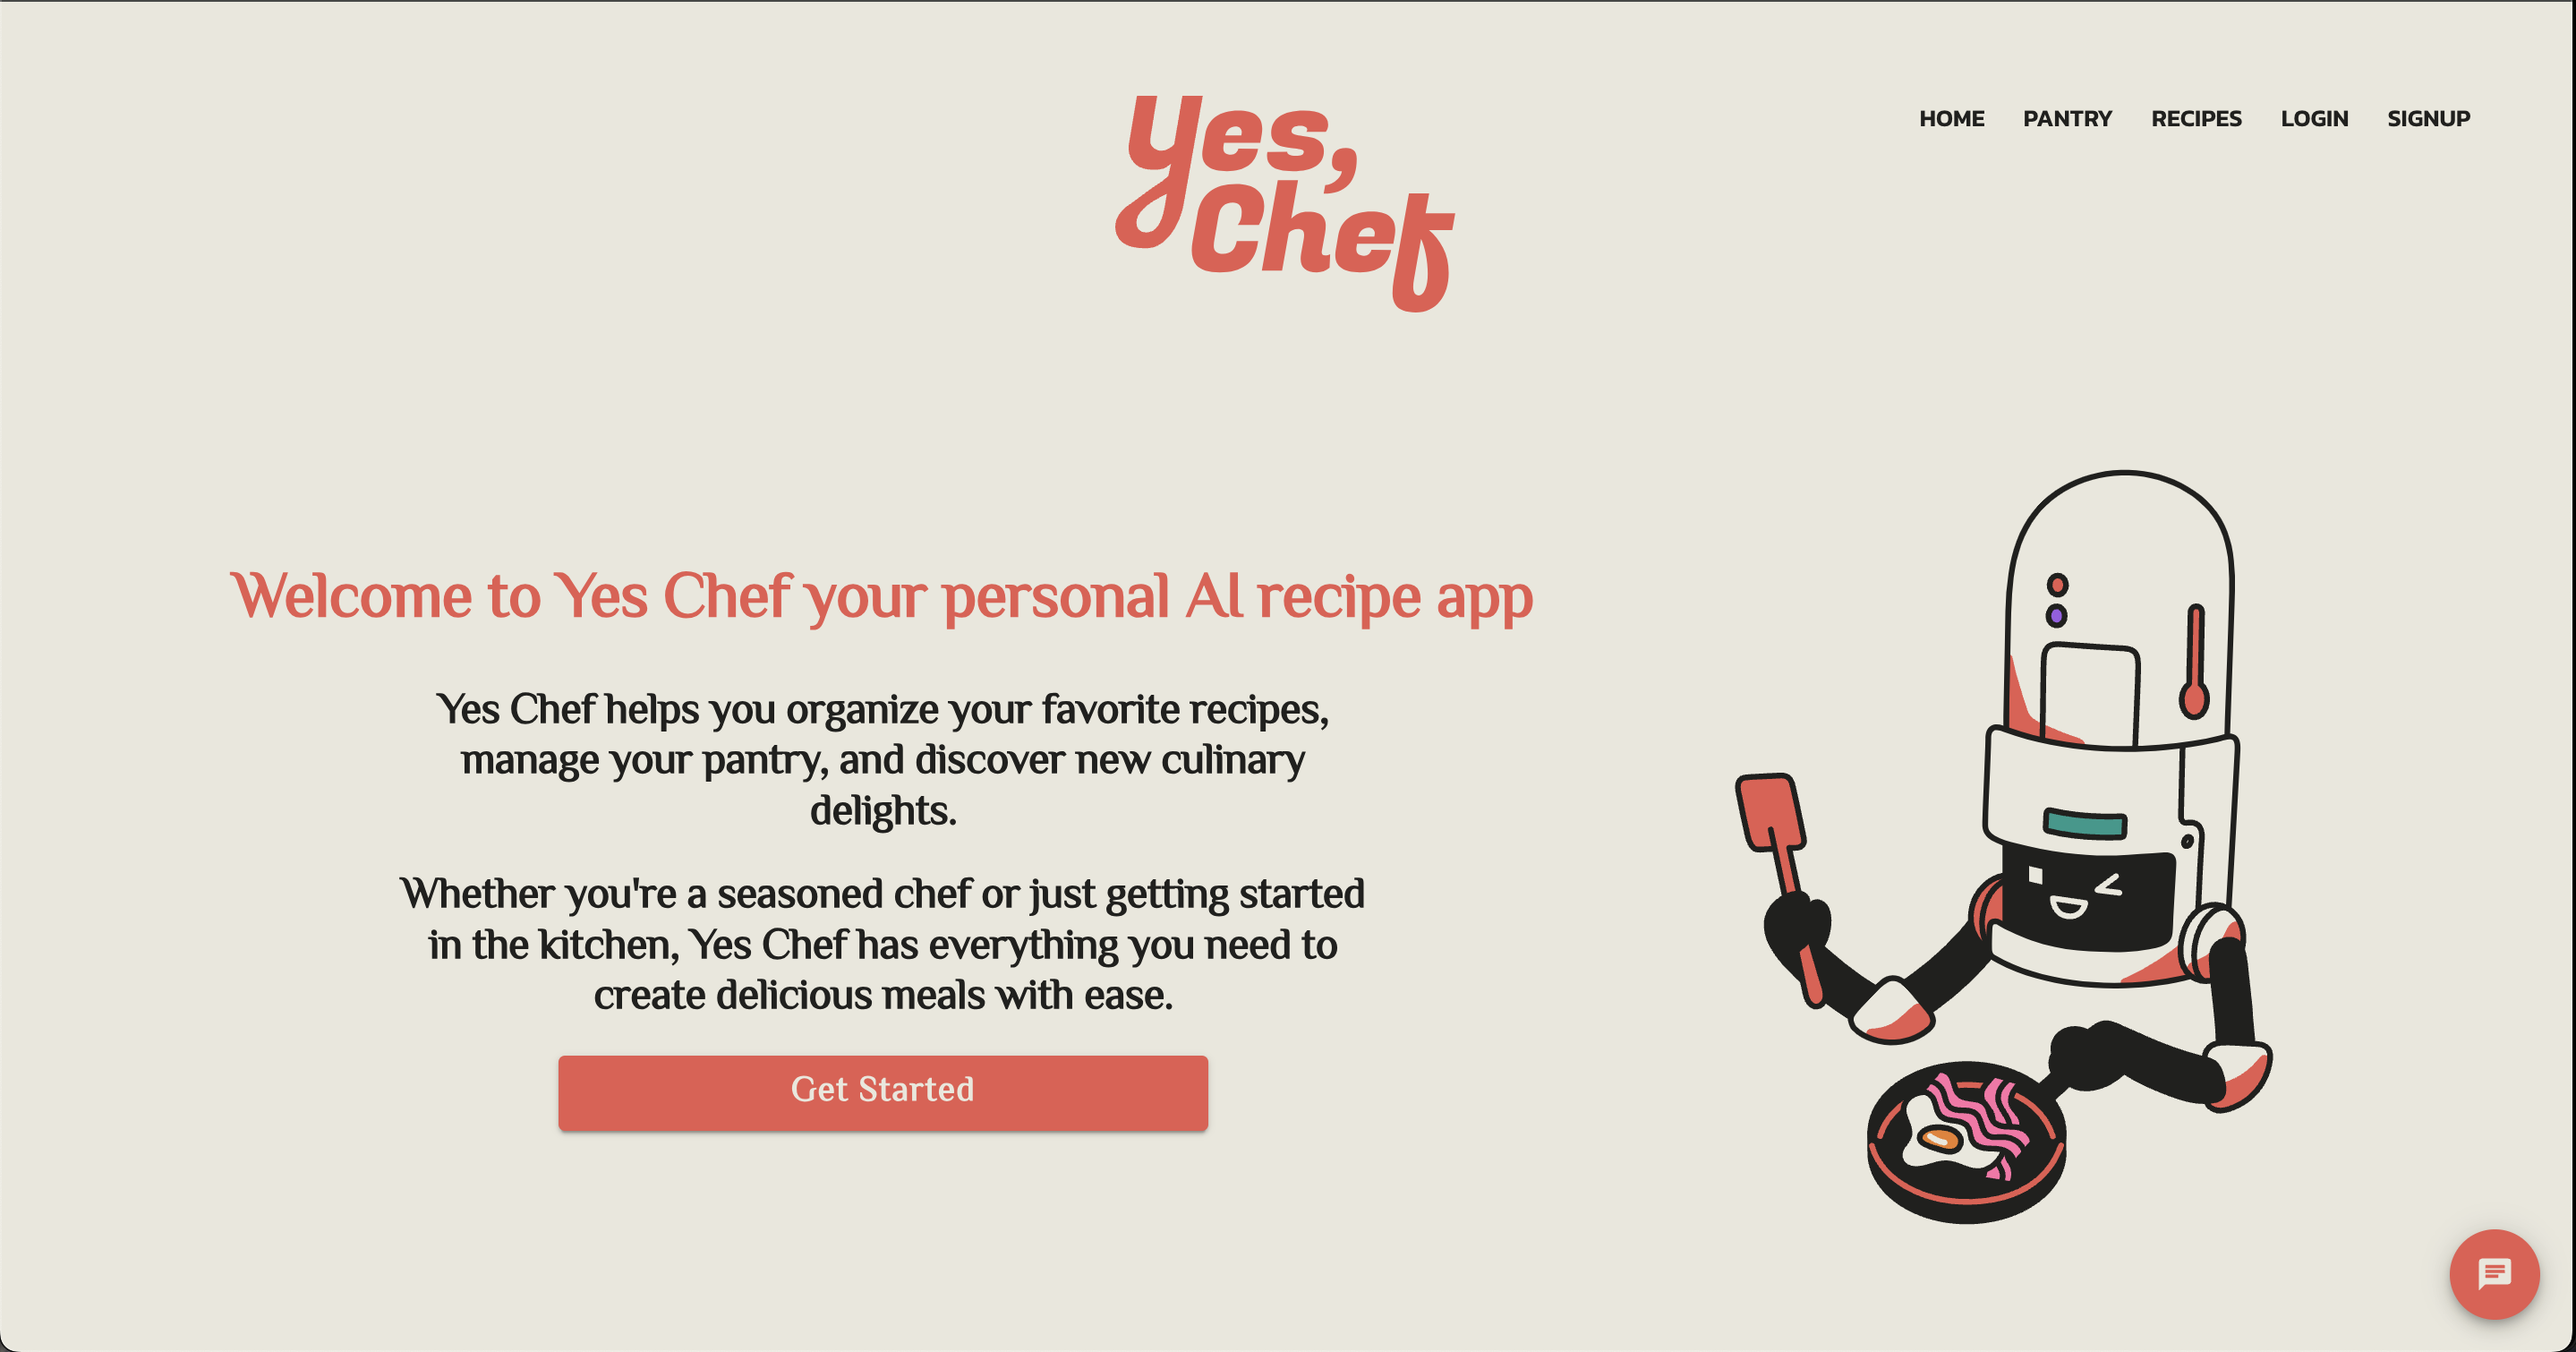 Yes,
Chef
HOME PANTRY RECIPES LOGIN SIGNUP
Welcome to Yes Chef your personal AI recipe app
Yes Chef helps you organize your favorite recipes,
manage your pantry, and discover new culinary
delights.
Whether you're a seasoned chef or just getting started
in the kitchen, Yes Chef has everything you need to
create delicious meals with ease.
Get Started